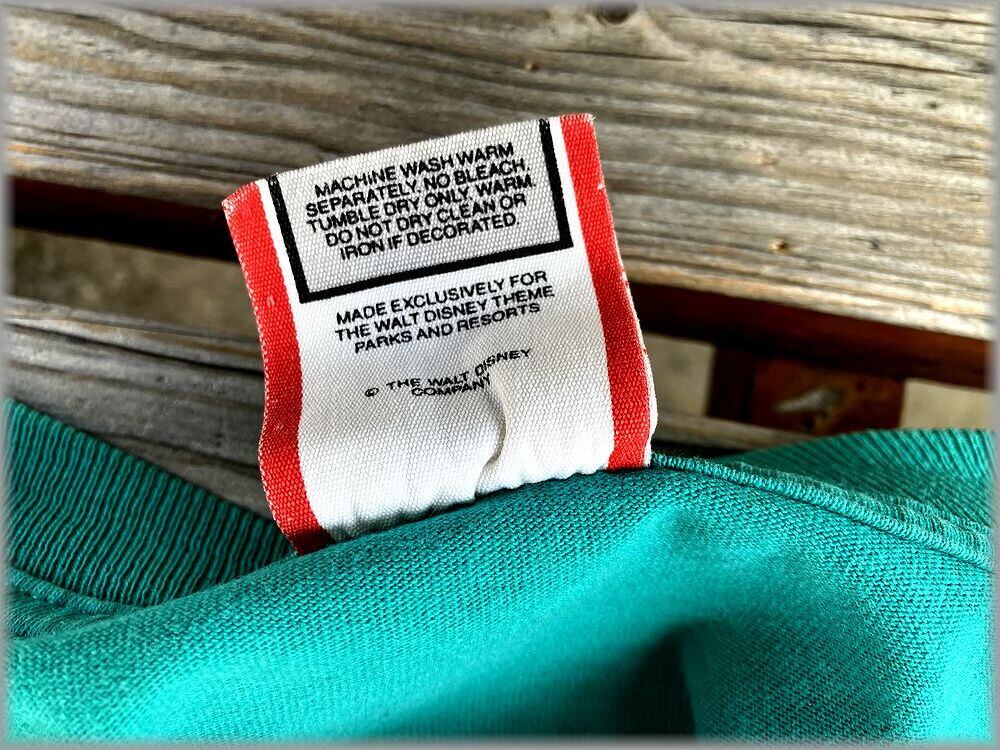 MACHINE WASH WARM
SEPARATELY. NO BLEACH.
TUMBLE DRY ONLY, WARM.
DO NOT DRY CLEAN OR
IRON IF DECORATED.
MADE EXCLUSIVELY FOR
THE WALT DISNEY THEME
PARKS AND RESORTS
© THE WALT DISNEY
COMPANY